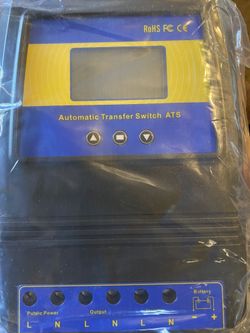 RoHS FC CE
Automatic Transfer Switch ATS
Battery
Public Power Output
L N L N L N - +